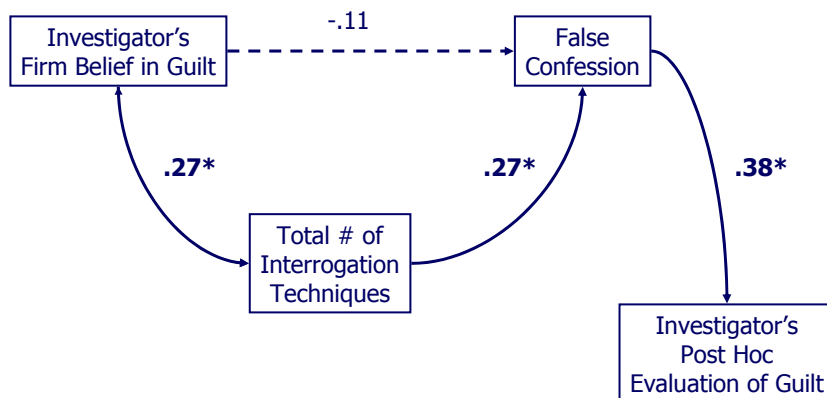 -.11
Investigator's
Firm Belief in Guilt
False
Confession
.27*
.27*
.38*
Total # of
Interrogation
Techniques
Investigator's
Post Hoc
Evaluation of Guilt